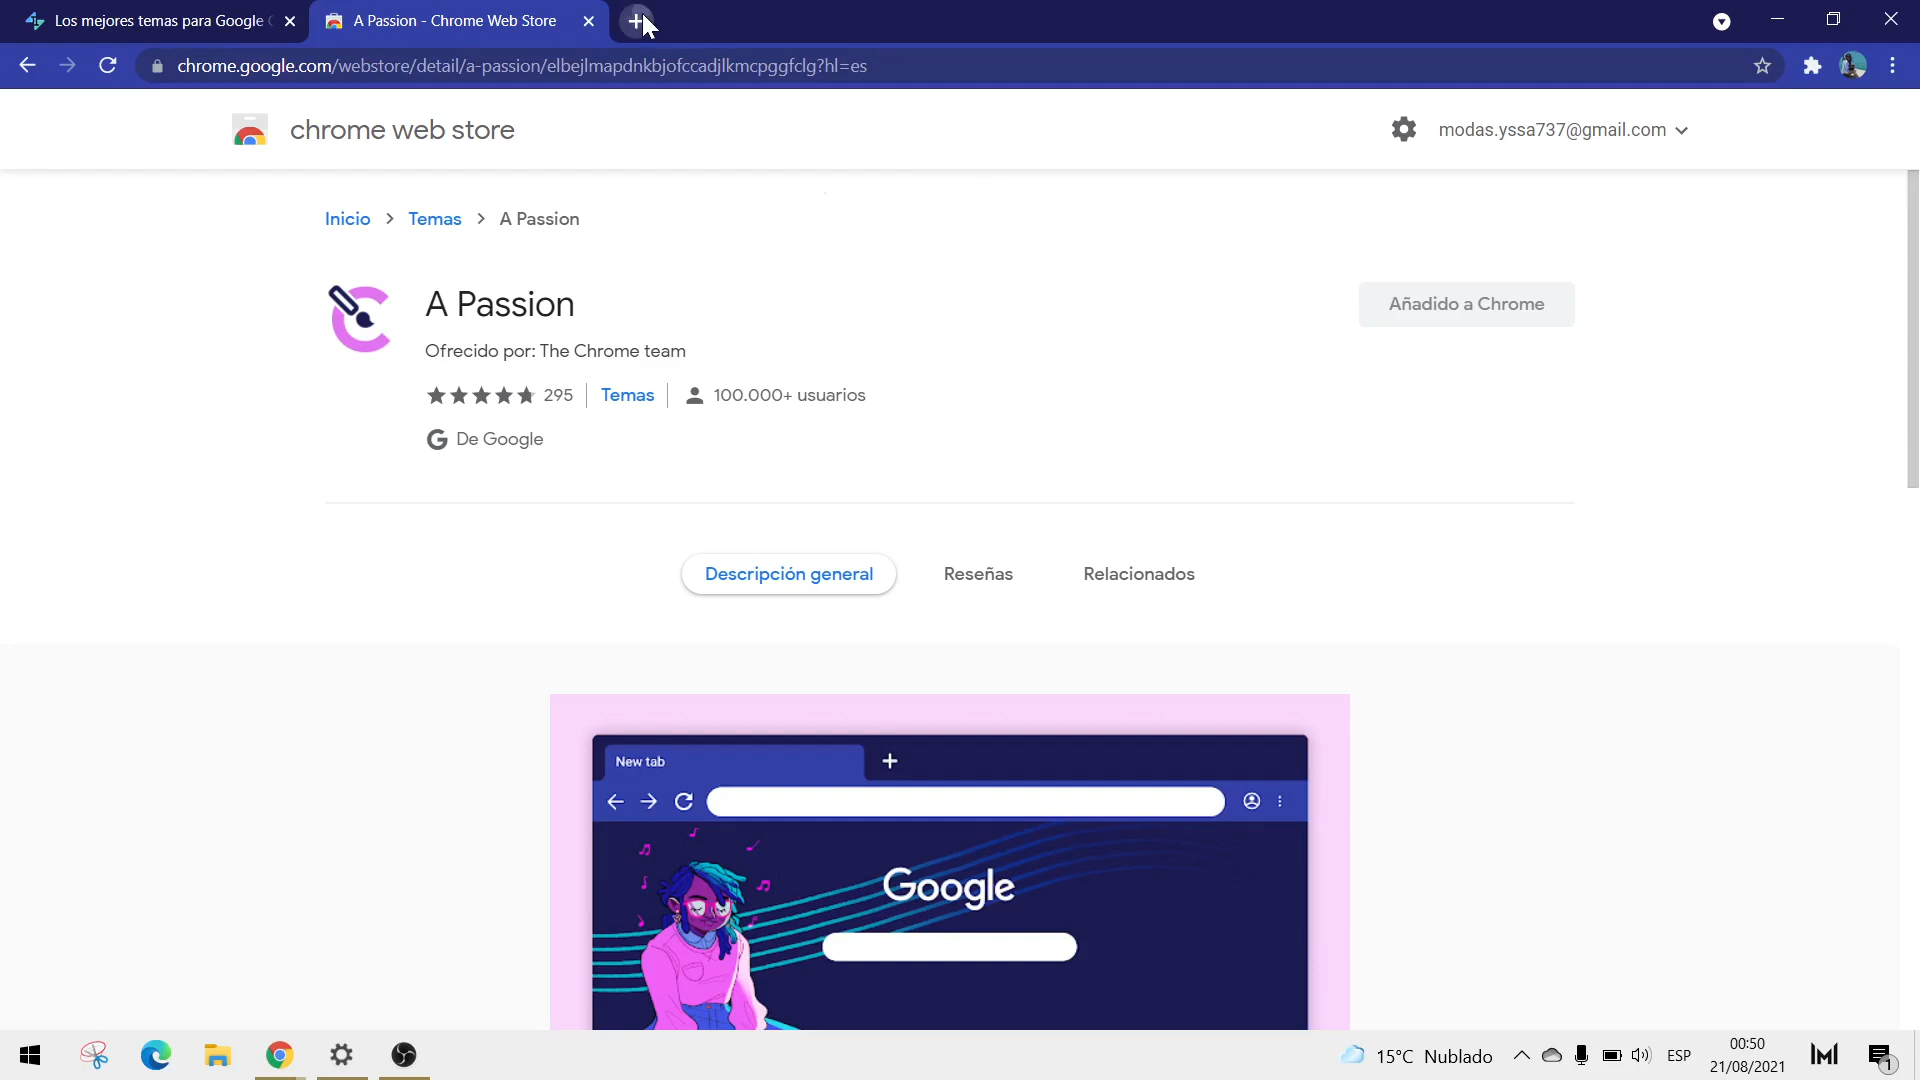 Los mejores temas para Google C
A Passion - Chrome Web Store
chrome.google.com/webstore/detail/a-passion/elbejlmapdnkbjofccadjlkmcpggfclg?hl=es
chrome web store
modas.yssa737@gmail.com
Inicio > Temas > A Passion
A Passion
Añadido a Chrome
Ofrecido por: The Chrome team
295
Temas
100.000+ usuarios
De Google
Descripción general
Reseñas
Relacionados
New tab
Google
15°C Nublado
ESP
00:50
21/08/2021
1